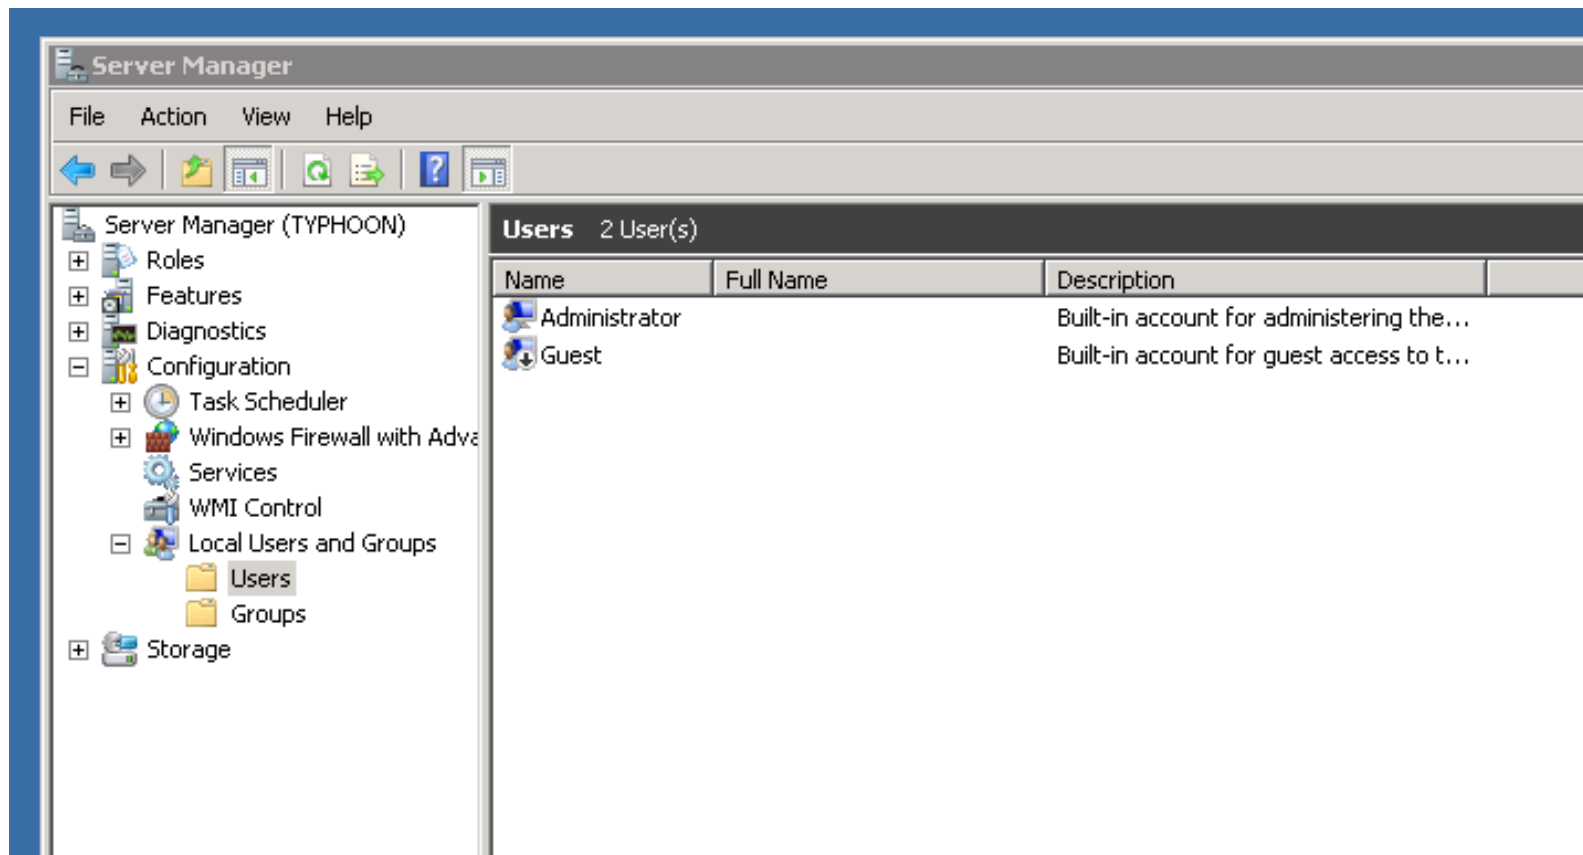 Server Manager
File Action View Help
Server Manager (TYPHOON)
Roles
Features
Diagnostics
Configuration
Task Scheduler
Windows Firewall with Adva
Services
WMI Control
Local Users and Groups
Users
Groups
Storage
Users 2 User(s)
Name Full Name Description
Administrator Built-in account for administering the...
Guest Built-in account for guest access to t...